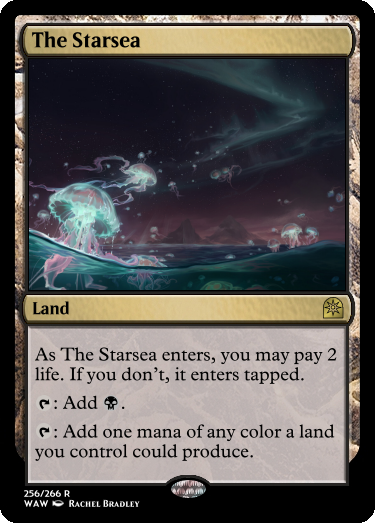 The Starsea
Land
As The Starsea enters, you may pay 2
life. If you don't, it enters tapped.
: Add .
: Add one mana of any color a land
you control could produce.
256/266 R
WAW Rachel Bradley